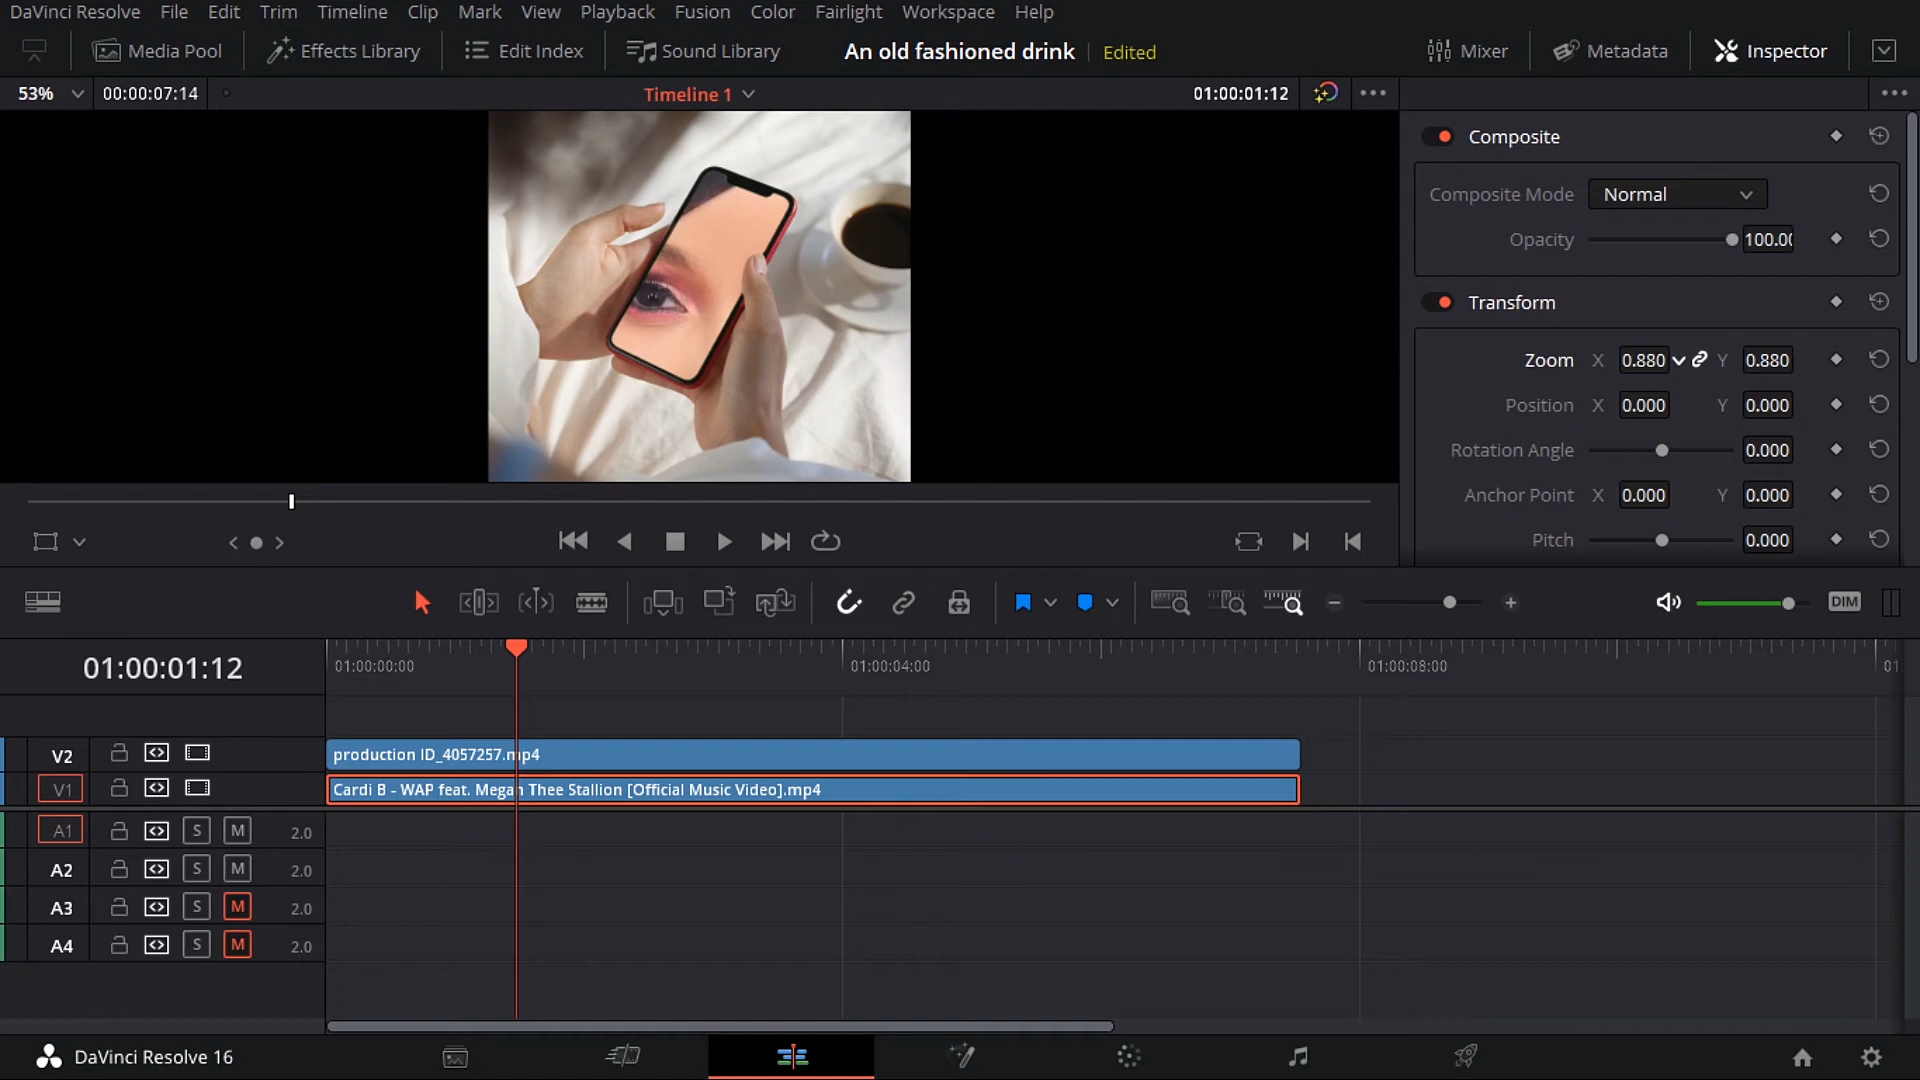 DaVinci Resolve File Edit Trim Timeline Clip Mark View Playback Fusion Color Fairlight Workspace Help
Media Pool Effects Library Edit Index Sound Library An old fashioned drink Edited Mixer Metadata Inspector
53% 00:00:07:14 Timeline 1 01:00:01:12
Composite
Composite Mode Normal
Opacity 100.00
Transform
Zoom X 0.880 Y 0.880
Position X 0.000 Y 0.000
Rotation Angle 0.000
Anchor Point X 0.000 Y 0.000
Pitch 0.000
DIM
01:00:01:12 01:00:00:00 01:00:04:00 01:00:08:00 01
V2 production ID_4057257.mp4
V1 Cardi B - WAP feat. Megan Thee Stallion [Official Music Video].mp4
A1 S M 2.0
A2 S M 2.0
A3 S M 2.0
A4 S M 2.0
DaVinci Resolve 16